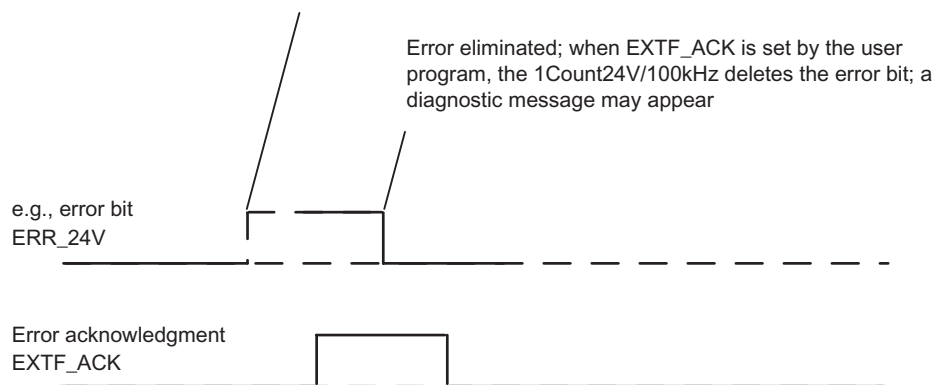 Error eliminated; when EXTF_ACK is set by the user
program, the 1Count24V/100kHz deletes the error bit; a
diagnostic message may appear
e.g., error bit
ERR_24V
Error acknowledgment
EXTF_ACK